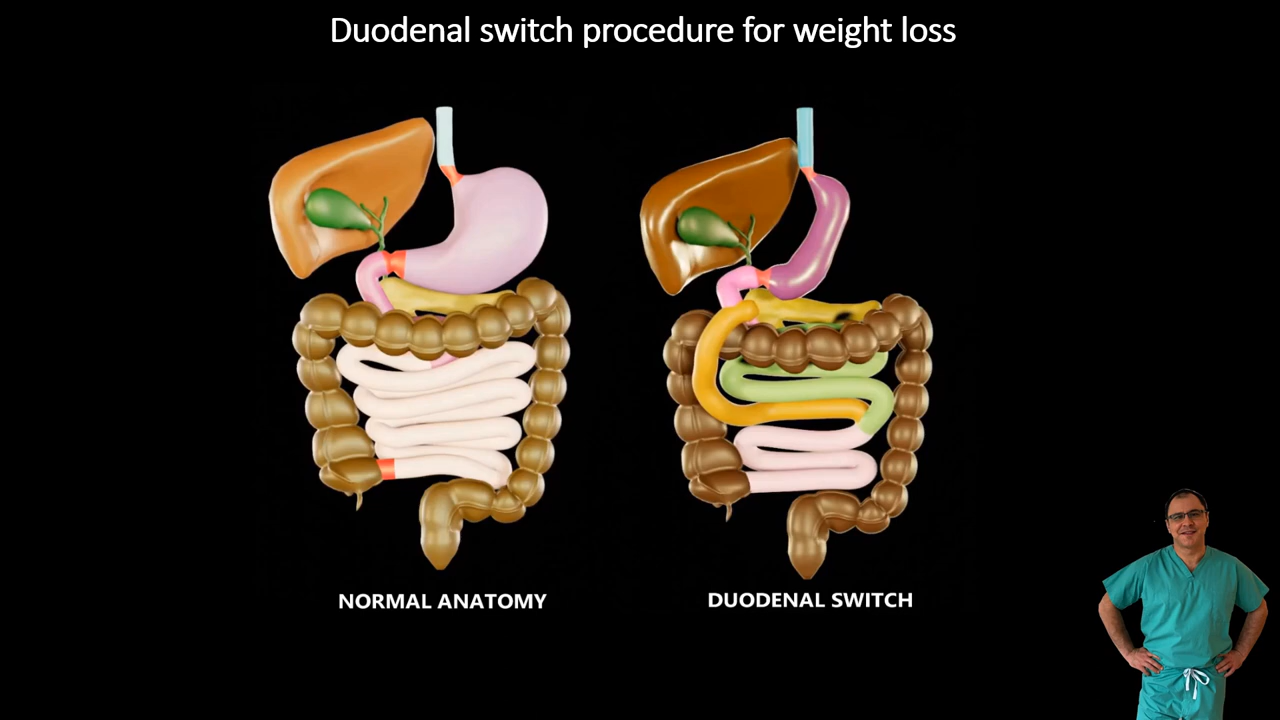 Duodenal switch procedure for weight loss
NORMAL ANATOMY
DUODENAL SWITCH